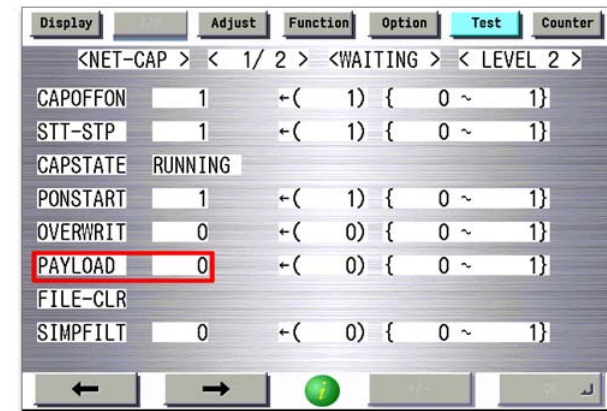 Display I/O Adjust Function Option Test Counter
<NET-CAP > < 1/ 2 > <WAITING > < LEVEL 2 >
CAPOFFON 1 ←( 1) { 0 ~ 1}
STT-STP 1 ←( 1) { 0 ~ 1}
CAPSTATE RUNNING
PONSTART 1 ←( 1) { 0 ~ 1}
OVERWRIT 0 ←( 0) { 0 ~ 1}
PAYLOAD 0 ←( 0) { 0 ~ 1}
FILE-CLR
SIMPFILT 0 ←( 0) { 0 ~ 1}
← → i +/- OK